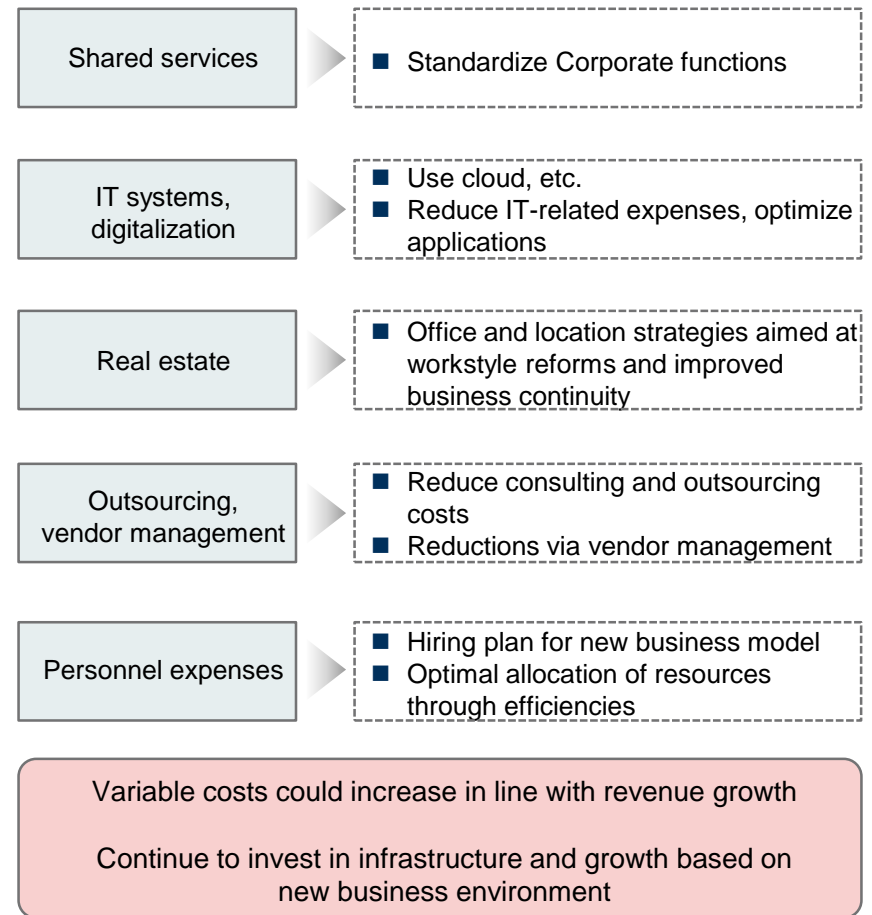 Shared services
■ Standardize Corporate functions
IT systems,
digitalization
■ Use cloud, etc.
■ Reduce IT-related expenses, optimize
applications
Real estate
■ Office and location strategies aimed at
workstyle reforms and improved
business continuity
Outsourcing,
vendor management
■ Reduce consulting and outsourcing
costs
■ Reductions via vendor management
Personnel expenses
■ Hiring plan for new business model
■ Optimal allocation of resources
through efficiencies
Variable costs could increase in line with revenue growth
Continue to invest in infrastructure and growth based on
new business environment